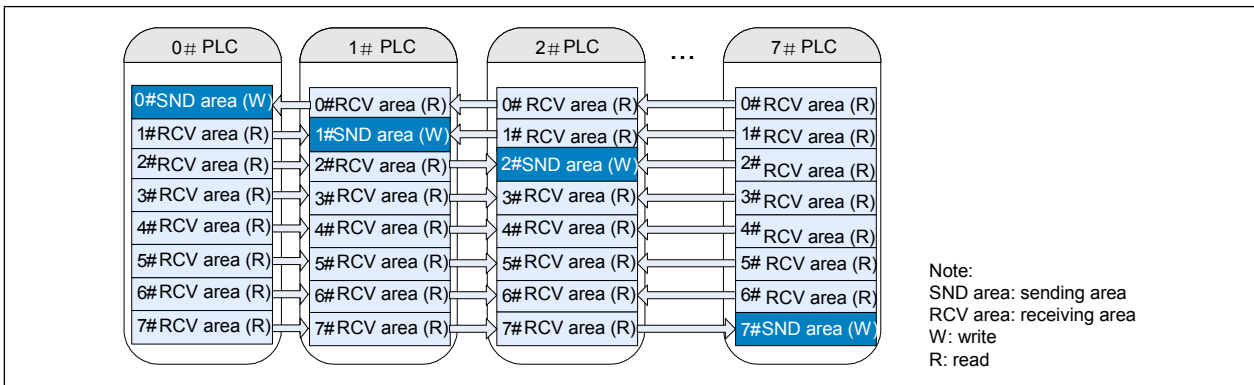 0# PLC
1# PLC
2# PLC
...
7# PLC
0#SND area (W)
1#RCV area (R)
2#RCV area (R)
3#RCV area (R)
4#RCV area (R)
5#RCV area (R)
6#RCV area (R)
7#RCV area (R)
0#RCV area (R)
1#SND area (W)
2#RCV area (R)
3#RCV area (R)
4#RCV area (R)
5#RCV area (R)
6#RCV area (R)
7#RCV area (R)
0# RCV area (R)
1# RCV area (R)
2#SND area (W)
3#RCV area (R)
4#RCV area (R)
5#RCV area (R)
6#RCV area (R)
7#RCV area (R)
0# RCV area (R)
1# RCV area (R)
2# RCV area (R)
3# RCV area (R)
4# RCV area (R)
5# RCV area (R)
6# RCV area (R)
7#SND area (W)
Note:
SND area: sending area
RCV area: receiving area
W: write
R: read